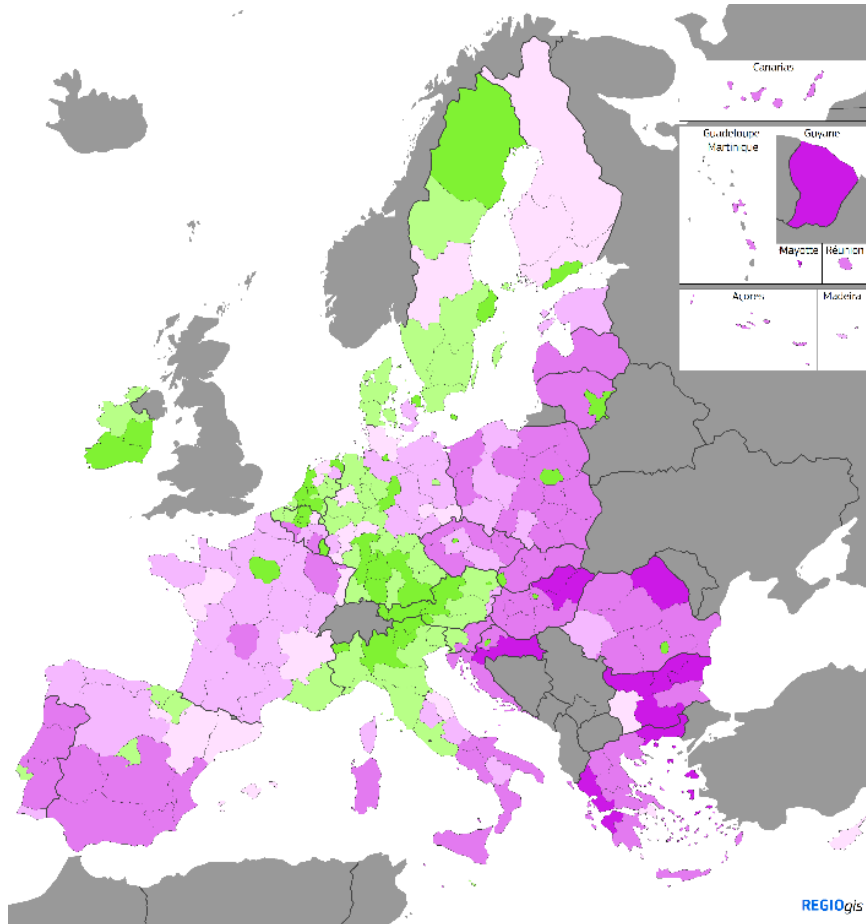 Canarias
Guadeloupe
Martinique
Guyane
Mayotte
Réunion
Açores
Madeira
REGIOgis